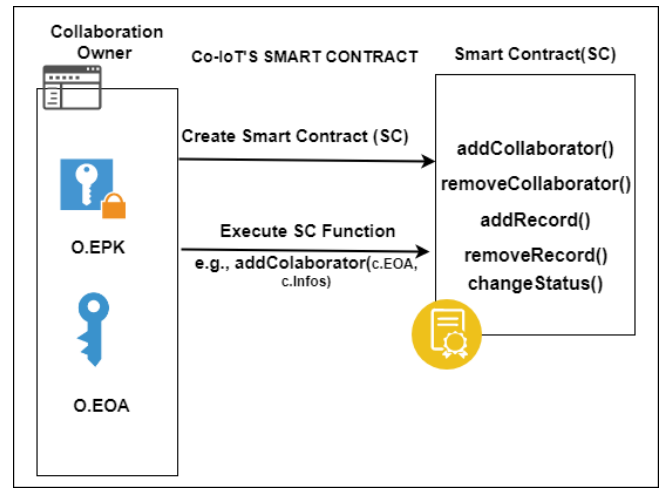 Collaboration
Owner
Co-IoT'S SMART CONTRACT
Smart Contract(SC)
Create Smart Contract (SC)
Execute SC Function
e.g., addColaborator(c.EOA,
c.Infos)
O.EPK
O.EOA
addCollaborator()
removeCollaborator()
addRecord()
removeRecord()
changeStatus()